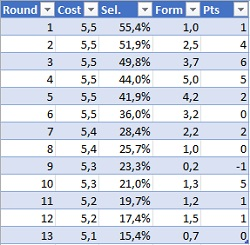 Round Cost Sel. Form Pts
1 5,5 55,4% 1,0 1
2 5,5 51,9% 2,5 4
3 5,5 49,8% 3,7 6
4 5,5 44,0% 5,0 5
5 5,5 41,9% 4,2 2
6 5,5 36,0% 3,2 0
7 5,4 28,4% 2,2 2
8 5,4 25,7% 1,0 0
9 5,3 23,3% 0,2 -1
10 5,3 21,0% 1,3 5
11 5,2 19,7% 1,2 1
12 5,2 17,4% 1,5 1
13 5,1 15,4% 0,7 0